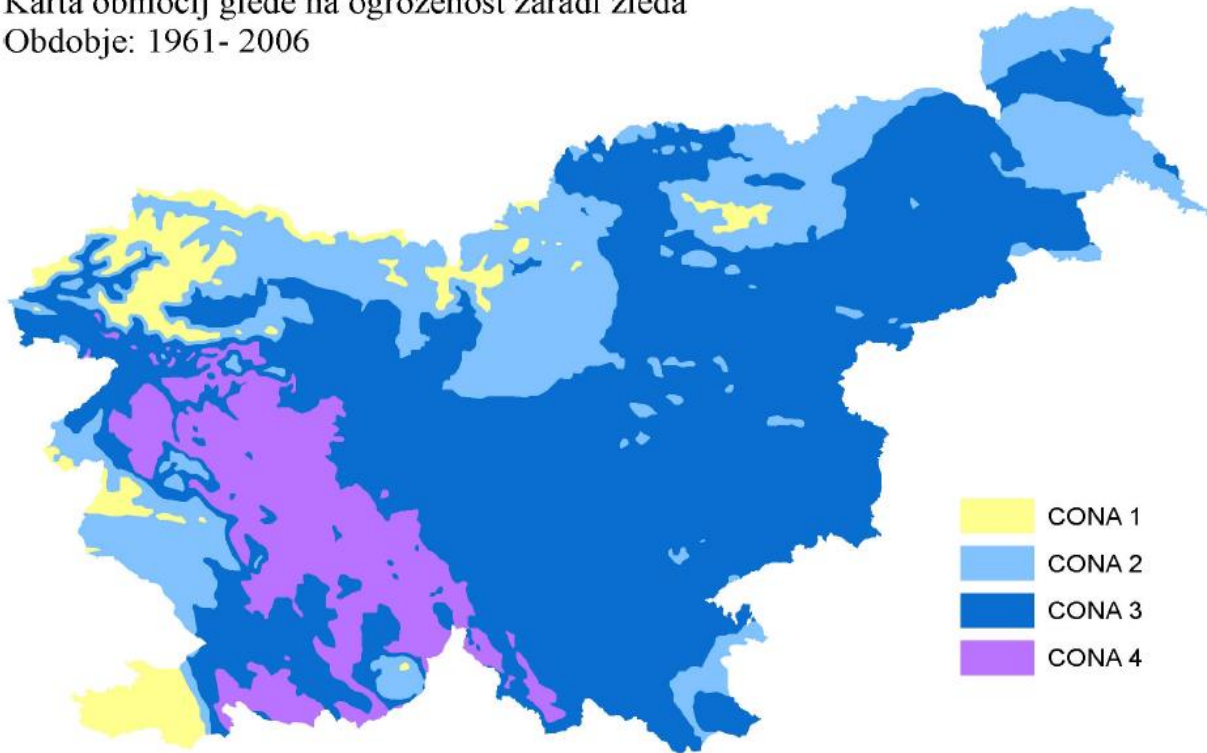 Karta območij glede na ogroženost zaradi žleda
Obdobje: 1961- 2006
CONA 1
CONA 2
CONA 3
CONA 4